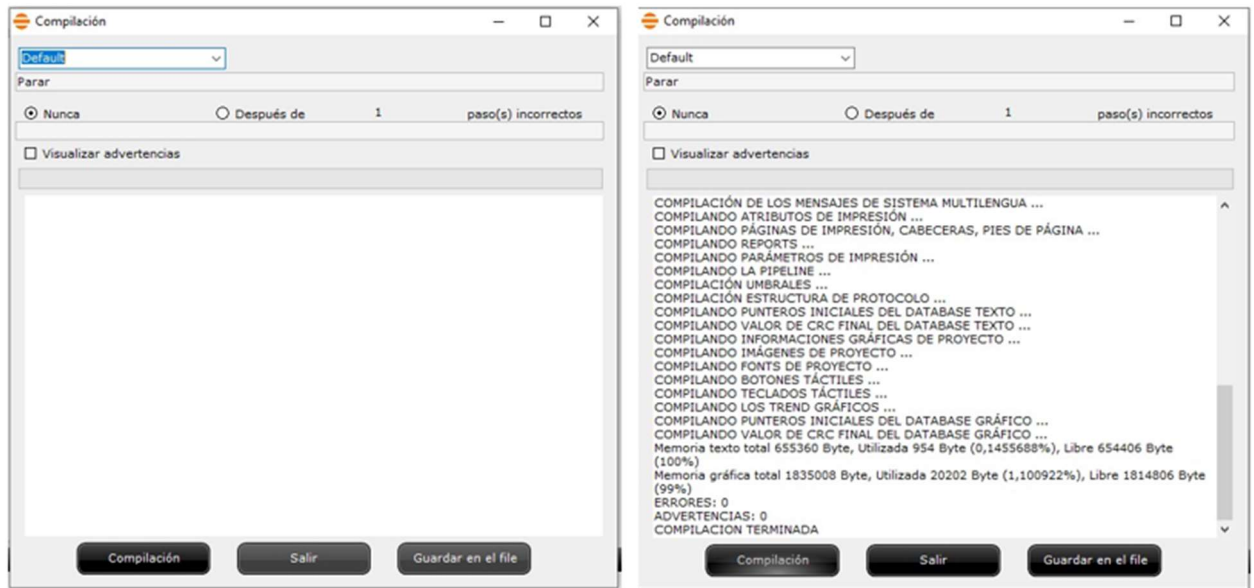 Compilación
Default
Parar
Nunca Después de 1 paso(s) incorrectos
Visualizar advertencias
Compilación Salir Guardar en el file
Compilación
Default
Parar
Nunca Después de 1 paso(s) incorrectos
Visualizar advertencias
COMPILACIÓN DE LOS MENSAJES DE SISTEMA MULTILENGUA ...
COMPILANDO ATRIBUTOS DE IMPRESIÓN ...
COMPILANDO PÁGINAS DE IMPRESIÓN, CABECERAS, PIES DE PÁGINA ...
COMPILANDO REPORTS ...
COMPILANDO PARÁMETROS DE IMPRESIÓN ...
COMPILANDO LA PIPELINE ...
COMPILACIÓN UMBRALES ...
COMPILACIÓN ESTRUCTURA DE PROTOCOLO ...
COMPILANDO PUNTEROS INICIALES DEL DATABASE TEXTO ...
COMPILANDO VALOR DE CRC FINAL DEL DATABASE TEXTO ...
COMPILANDO INFORMACIONES GRÁFICAS DE PROYECTO ...
COMPILANDO IMÁGENES DE PROYECTO ...
COMPILANDO FONTS DE PROYECTO ...
COMPILANDO BOTONES TÁCTILES ...
COMPILANDO TECLADOS TÁCTILES ...
COMPILANDO LOS TREND GRÁFICOS ...
COMPILANDO PUNTEROS INICIALES DEL DATABASE GRÁFICO ...
COMPILANDO VALOR DE CRC FINAL DEL DATABASE GRÁFICO ...
Memoria texto total 655360 Byte, Utilizada 954 Byte (0,1455688%), Libre 654406 Byte
(100%)
Memoria gráfica total 1835008 Byte, Utilizada 20202 Byte (1,100922%), Libre 1814806 Byte
(99%)
ERRORES: 0
ADVERTENCIAS: 0
COMPILACION TERMINADA
Compilación Salir Guardar en el file